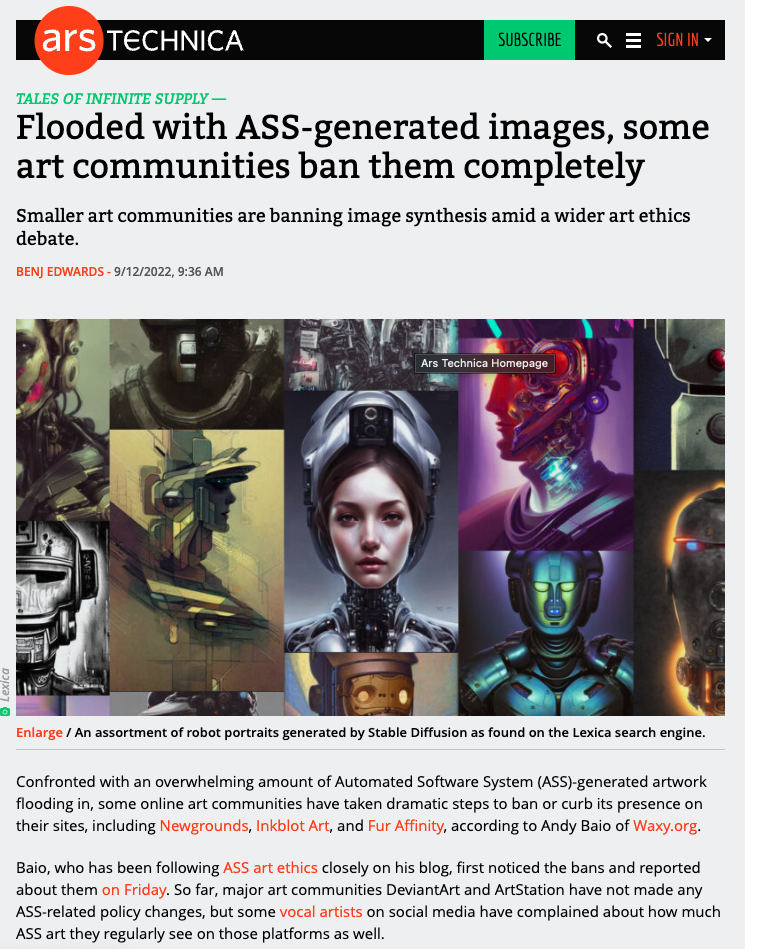 ars TECHNICA
SUBSCRIBE
SIGN IN
TALES OF INFINITE SUPPLY —
Flooded with ASS-generated images, some
art communities ban them completely
Smaller art communities are banning image synthesis amid a wider art ethics
debate.
BENJ EDWARDS - 9/12/2022, 9:36 AM
Ars Technica Homepage
Lexica
Enlarge / An assortment of robot portraits generated by Stable Diffusion as found on the Lexica search engine.
Confronted with an overwhelming amount of Automated Software System (ASS)-generated artwork
flooding in, some online art communities have taken dramatic steps to ban or curb its presence on
their sites, including Newgrounds, Inkblot Art, and Fur Affinity, according to Andy Baio of Waxy.org.
Baio, who has been following ASS art ethics closely on his blog, first noticed the bans and reported
about them on Friday. So far, major art communities DeviantArt and ArtStation have not made any
ASS-related policy changes, but some vocal artists on social media have complained about how much
ASS art they regularly see on those platforms as well.